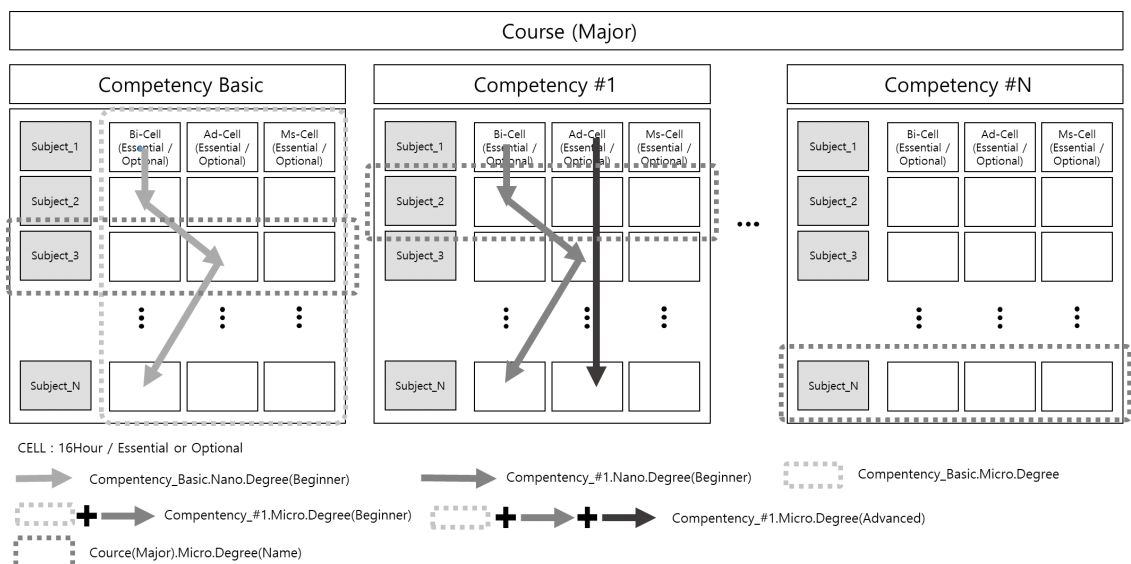 Course (Major)
Competency Basic
Competency #1
Competency #N
Subject_1
Bi-Cell
(Essential /
Optional)
Ad-Cell
(Essential /
Optional)
Ms-Cell
(Essential /
Optional)
Subject_2
Subject_3
Subject_N
Subject_1
Bi-Cell
(Essential /
Optional)
Ad-Cell
(Essential /
Optional)
Ms-Cell
(Essential /
Optional)
Subject_2
Subject_3
Subject_N
...
Subject_1
Bi-Cell
(Essential /
Optional)
Ad-Cell
(Essential /
Optional)
Ms-Cell
(Essential /
Optional)
Subject_2
Subject_3
Subject_N
CELL : 16Hour / Essential or Optional
Compentency_Basic.Nano.Degree(Beginner)
Compentency_#1.Nano.Degree(Beginner)
Compentency_Basic.Micro.Degree
Compentency_#1.Micro.Degree(Beginner)
Compentency_#1.Micro.Degree(Advanced)
Cource(Major).Micro.Degree(Name)